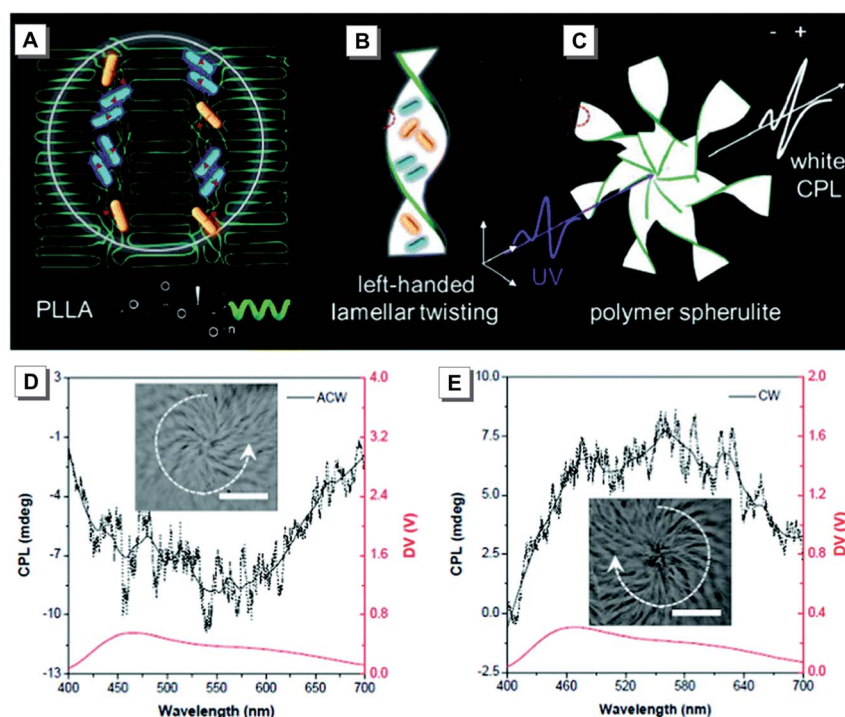 A
B
C
- +
white
CPL
UV
PLLA
n
left-handed
lamellar twisting
polymer spherulite
D
ACW
3
-1
-4
-7
-10
-13
CPL (mdeg)
4.0
3.2
2.4
1.6
0.8
0.0
DV (V)
400 450 500 550 600 650 700
Wavelength (nm)
E
CW
10.0
7.5
5.0
2.5
0.0
-2.5
CPL (mdeg)
2.0
1.6
1.2
0.8
0.4
0.0
DV (V)
400 460 520 580 640 700
Wavelength (nm)